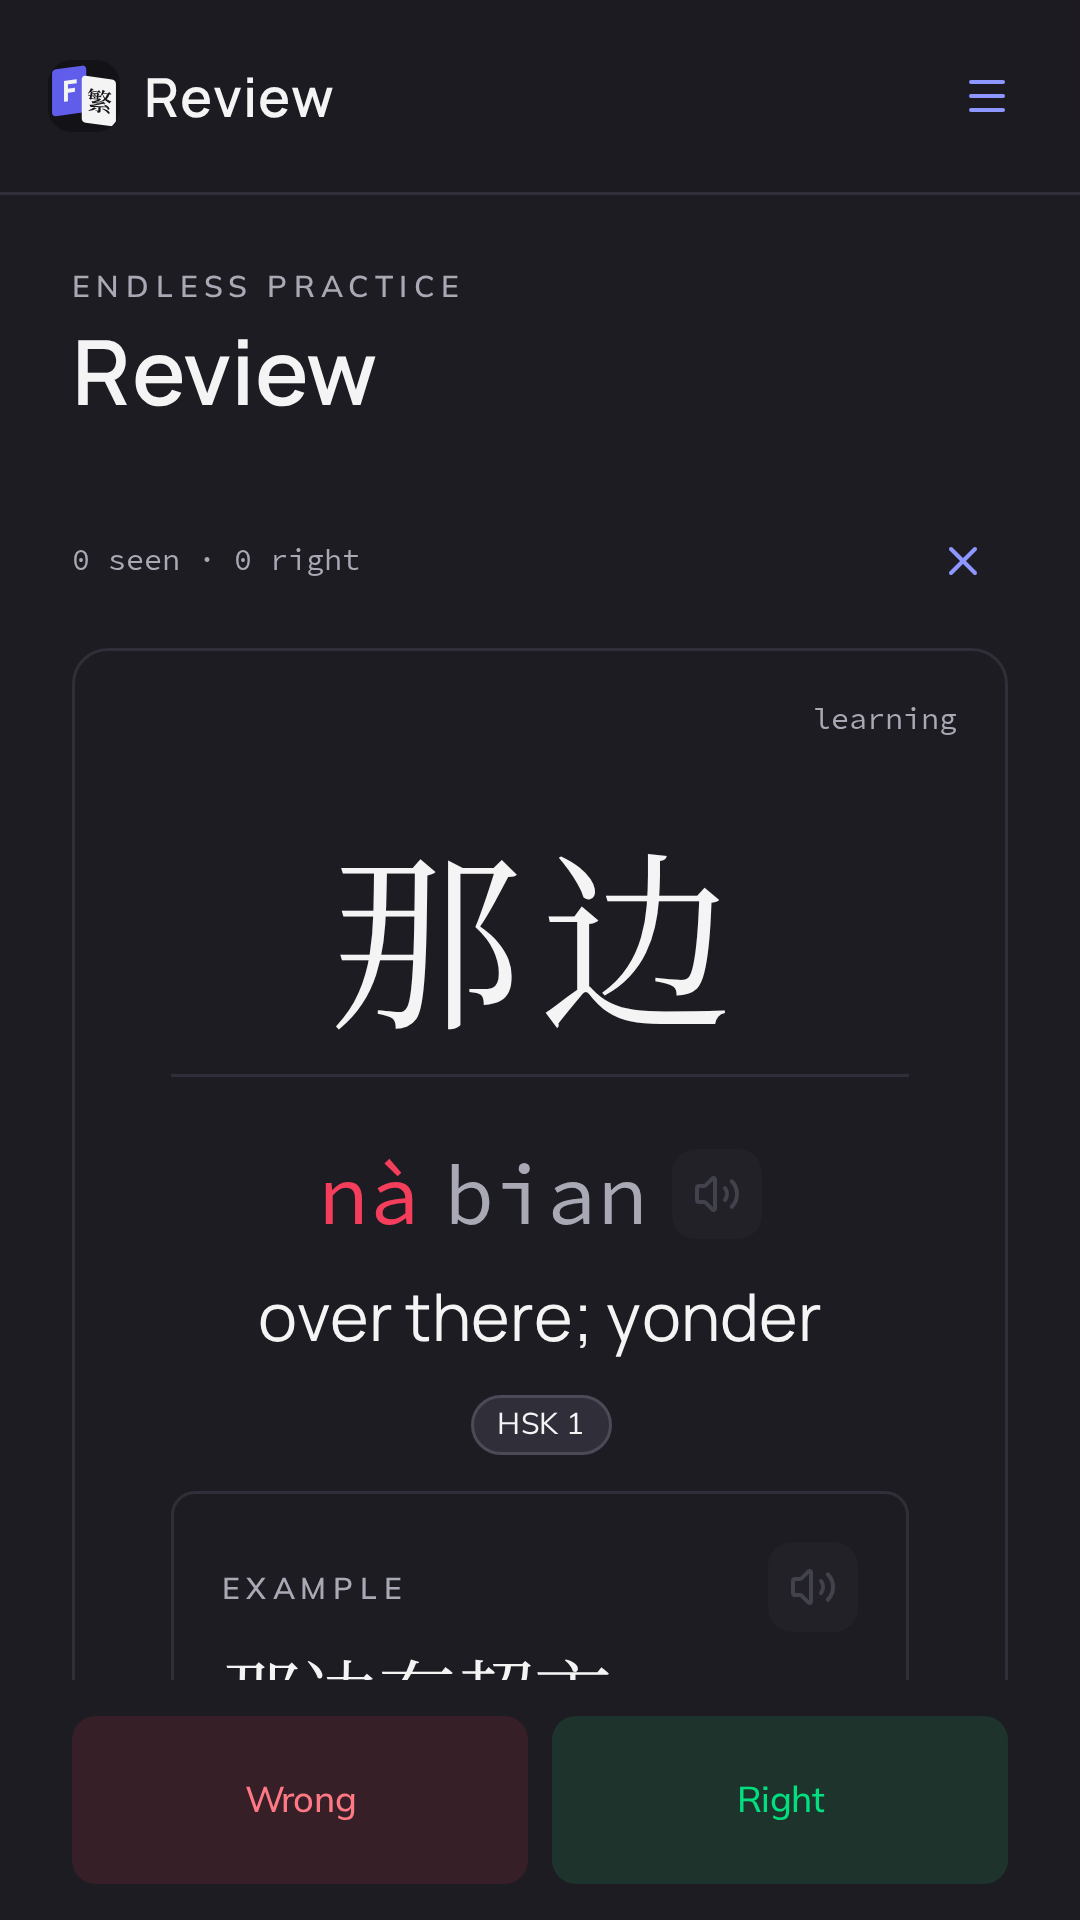 F 繁 Review
ENDLESS PRACTICE
Review
0 seen · 0 right
learning
那边
nà bian
over there; yonder
HSK 1
EXAMPLE
Wrong
Right